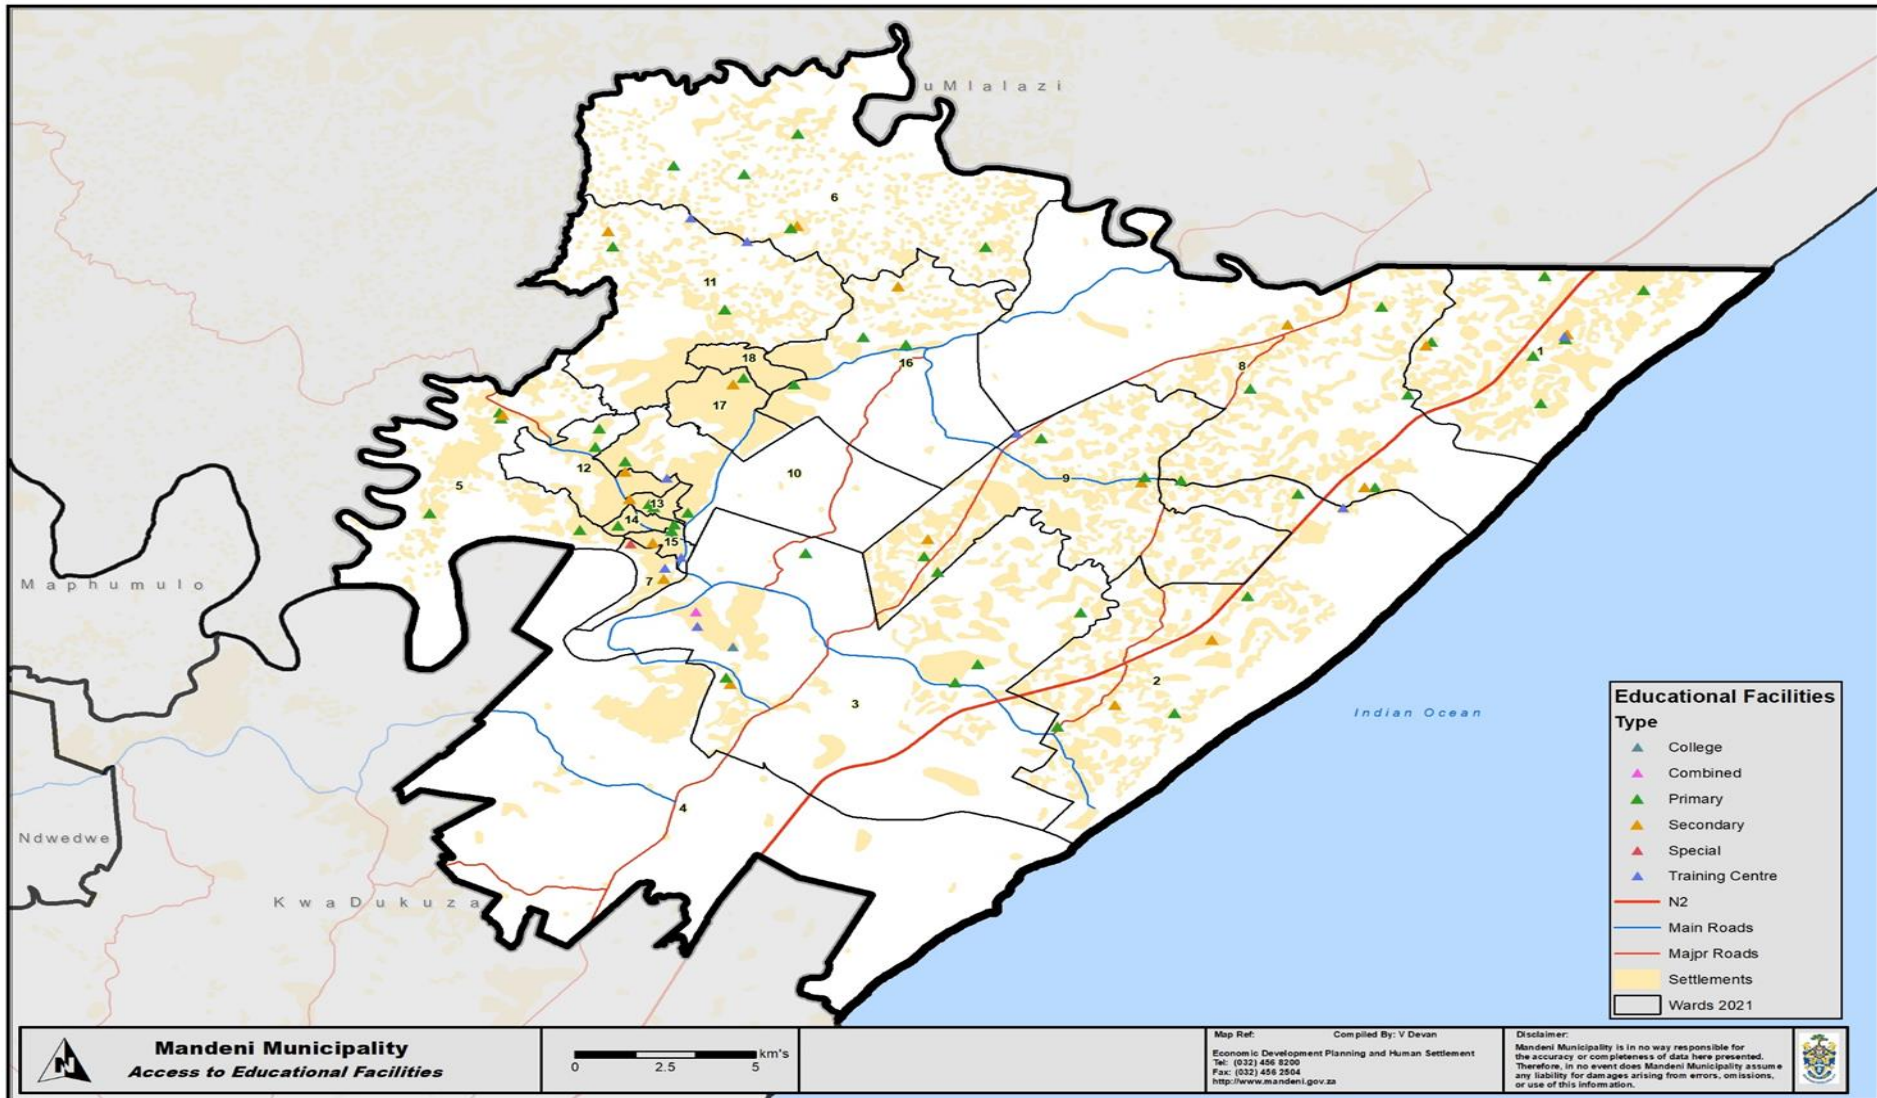 uMlalazi
6
11
18
16
8
1
17
12
10
9
5
13
14
15
7
Maphumulo
2
3
Indian Ocean
4
Ndwedwe
KwaDukuza
Educational Facilities
Type
College
Combined
Primary
Secondary
Special
Training Centre
N2
Main Roads
Majpr Roads
Settlements
Wards 2021
N
Mandeni Municipality
Access to Educational Facilities
km's
0 2.5 5
Map Ref: Compiled By: V Devan
Economic Development Planning and Human Settlement
Tel: (032) 456 8200
Fax: (032) 456 2504
http://www.mandeni.gov.za
Disclaimer:
Mandeni Municipality is in no way responsible for
the accuracy or completeness of data here presented.
Therefore, in no event does Mandeni Municipality assume
any liability for damages arising from errors, omissions,
or use of this information.